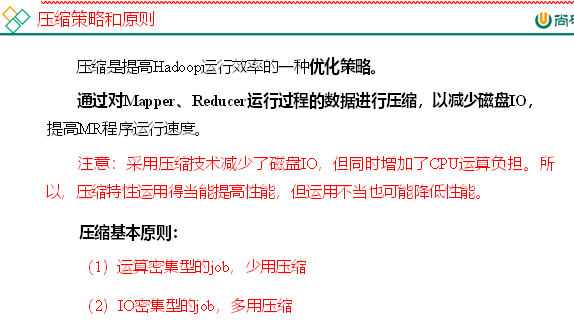 压缩策略和原则
尚硅
压缩是提高Hadoop运行效率的一种优化策略。
通过对Mapper、Reducer运行过程的数据进行压缩，以减少磁盘IO，
提高MR程序运行速度。
注意：采用压缩技术减少了磁盘IO，但同时增加了CPU运算负担。所
以，压缩特性运用得当能提高性能，但运用不当也可能降低性能。
压缩基本原则：
（1）运算密集型的job，少用压缩
（2）IO密集型的job，多用压缩